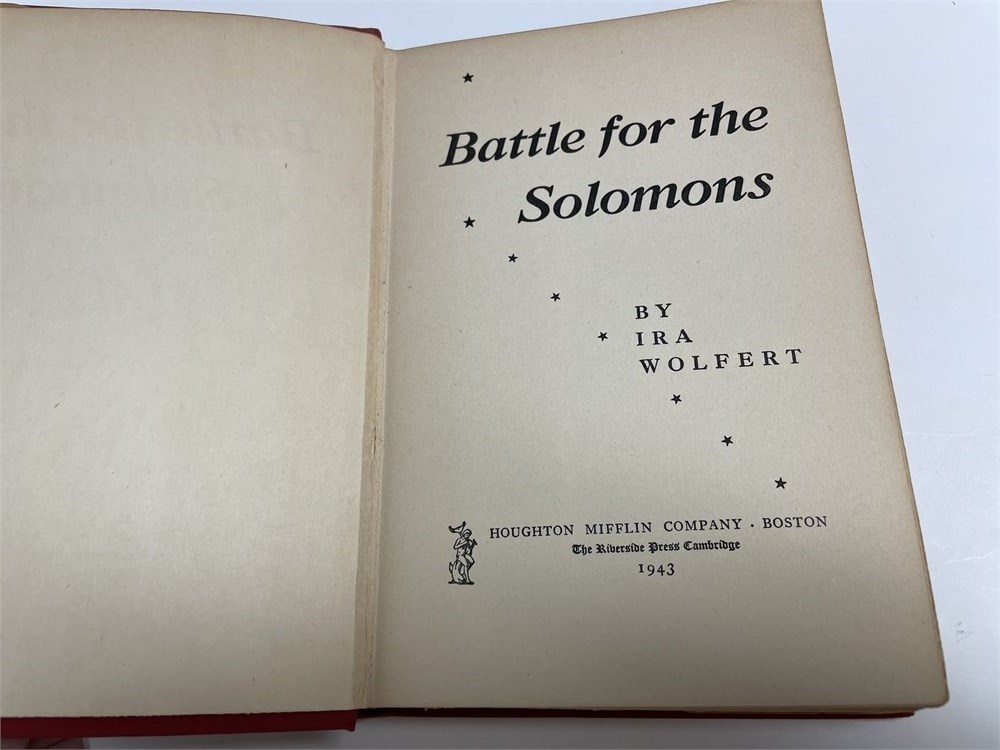 Battle for the
Solomons
BY
IRA
WOLFERT
HOUGHTON MIFFLIN COMPANY · BOSTON
The Riverside Press Cambridge
1943